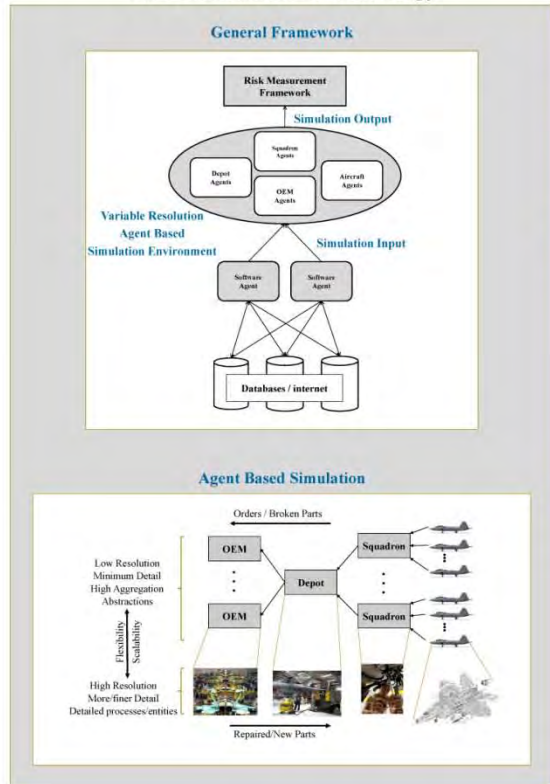 General Framework
Risk Measurement
Framework
Simulation Output
Squadron
Agents
Depot
Agents
Aircraft
Agents
OEM
Agents
Variable Resolution
Agent Based
Simulation Environment
Simulation Input
Software
Agent
Software
Agent
Databases / internet
Agent Based Simulation
Orders / Broken Parts
OEM
Squadron
Low Resolution
Minimum Detail
High Aggregation
Abstractions
Depot
OEM
Squadron
Flexibility
Scalability
High Resolution
More/finer Detail
Detailed processes/entities
Repaired/New Parts